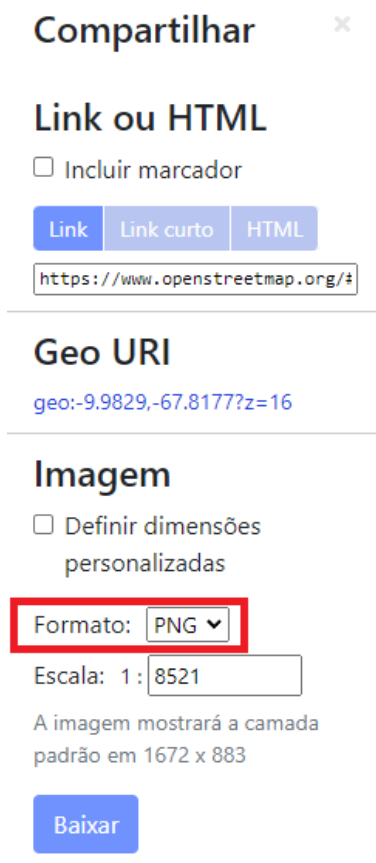 Compartilhar ×
Link ou HTML
Incluir marcador
Link Link curto HTML
https://www.openstreetmap.org/#
Geo URI
geo:-9.9829,-67.8177?z=16
Imagem
Definir dimensões
personalizadas
Formato: PNG
Escala: 1 : 8521
A imagem mostrará a camada
padrão em 1672 x 883
Baixar